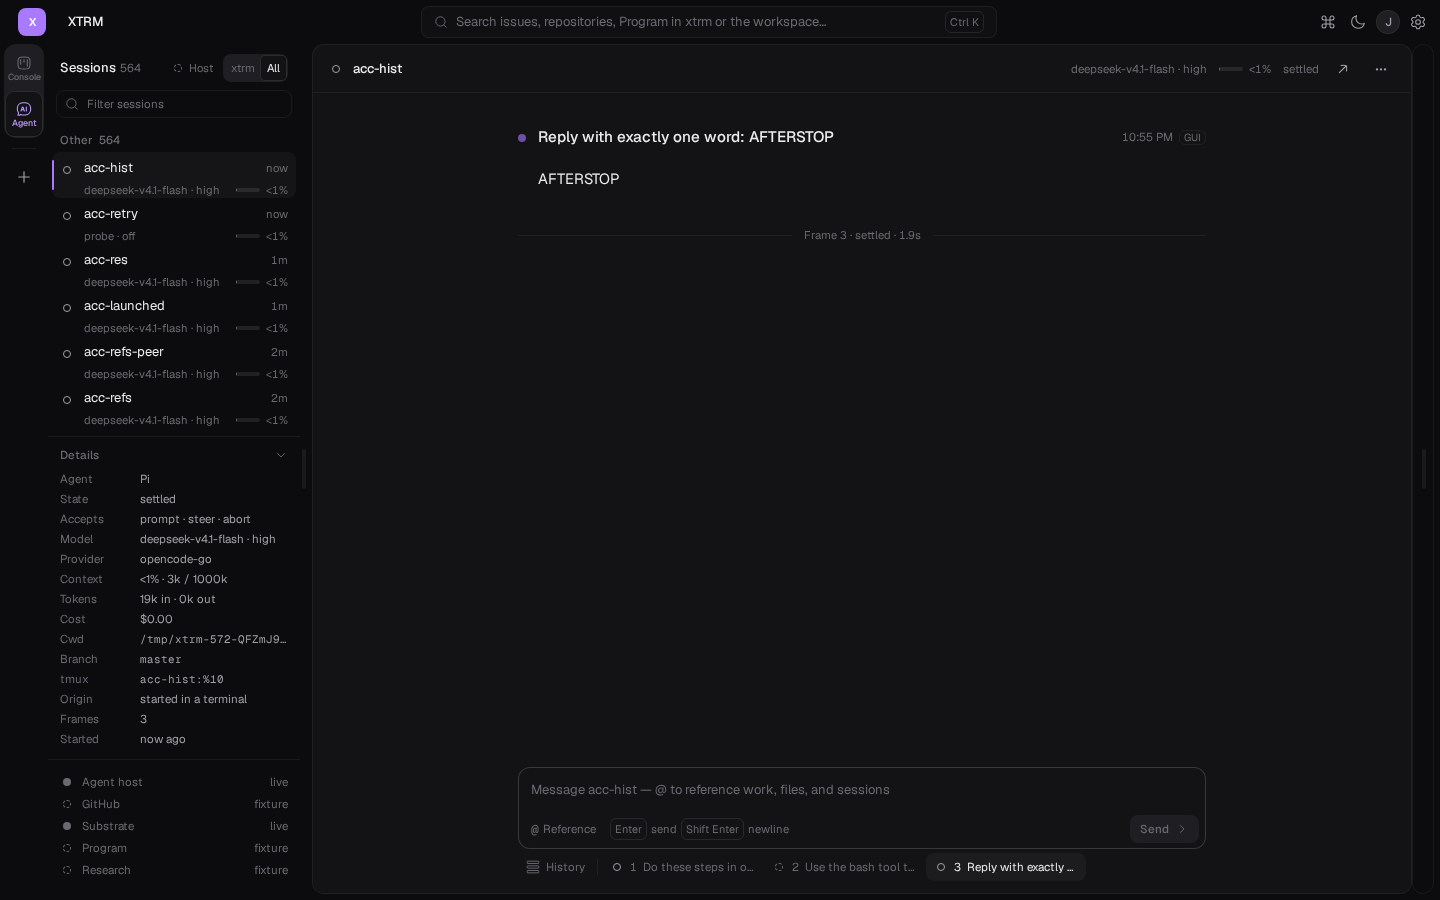 X XTRM Search issues, repositories, Program in xtrm or the workspace... Ctrl K J
Console
AI
Agent
Sessions 564 Host xtrm All
Filter sessions
Other 564
acc-hist now
deepseek-v4.1-flash · high <1%
acc-retry now
probe · off <1%
acc-res 1m
deepseek-v4.1-flash · high <1%
acc-launched 1m
deepseek-v4.1-flash · high <1%
acc-refs-peer 2m
deepseek-v4.1-flash · high <1%
acc-refs 2m
deepseek-v4.1-flash · high <1%
Details
Agent Pi
State settled
Accepts prompt · steer · abort
Model deepseek-v4.1-flash · high
Provider opencode-go
Context <1% · 3k / 1000k
Tokens 19k in · 0k out
Cost $0.00
Cwd /tmp/xtrm-572-QFZmJ9…
Branch master
tmux acc-hist:%10
Origin started in a terminal
Frames 3
Started now ago
Agent host live
GitHub fixture
Substrate live
Program fixture
Research fixture
acc-hist deepseek-v4.1-flash · high <1% settled
Reply with exactly one word: AFTERSTOP 10:55 PM GUI
AFTERSTOP
Frame 3 · settled · 1.9s
Message acc-hist — @ to reference work, files, and sessions
@ Reference Enter send Shift Enter newline Send
History 1 Do these steps in o… 2 Use the bash tool t… 3 Reply with exactly …